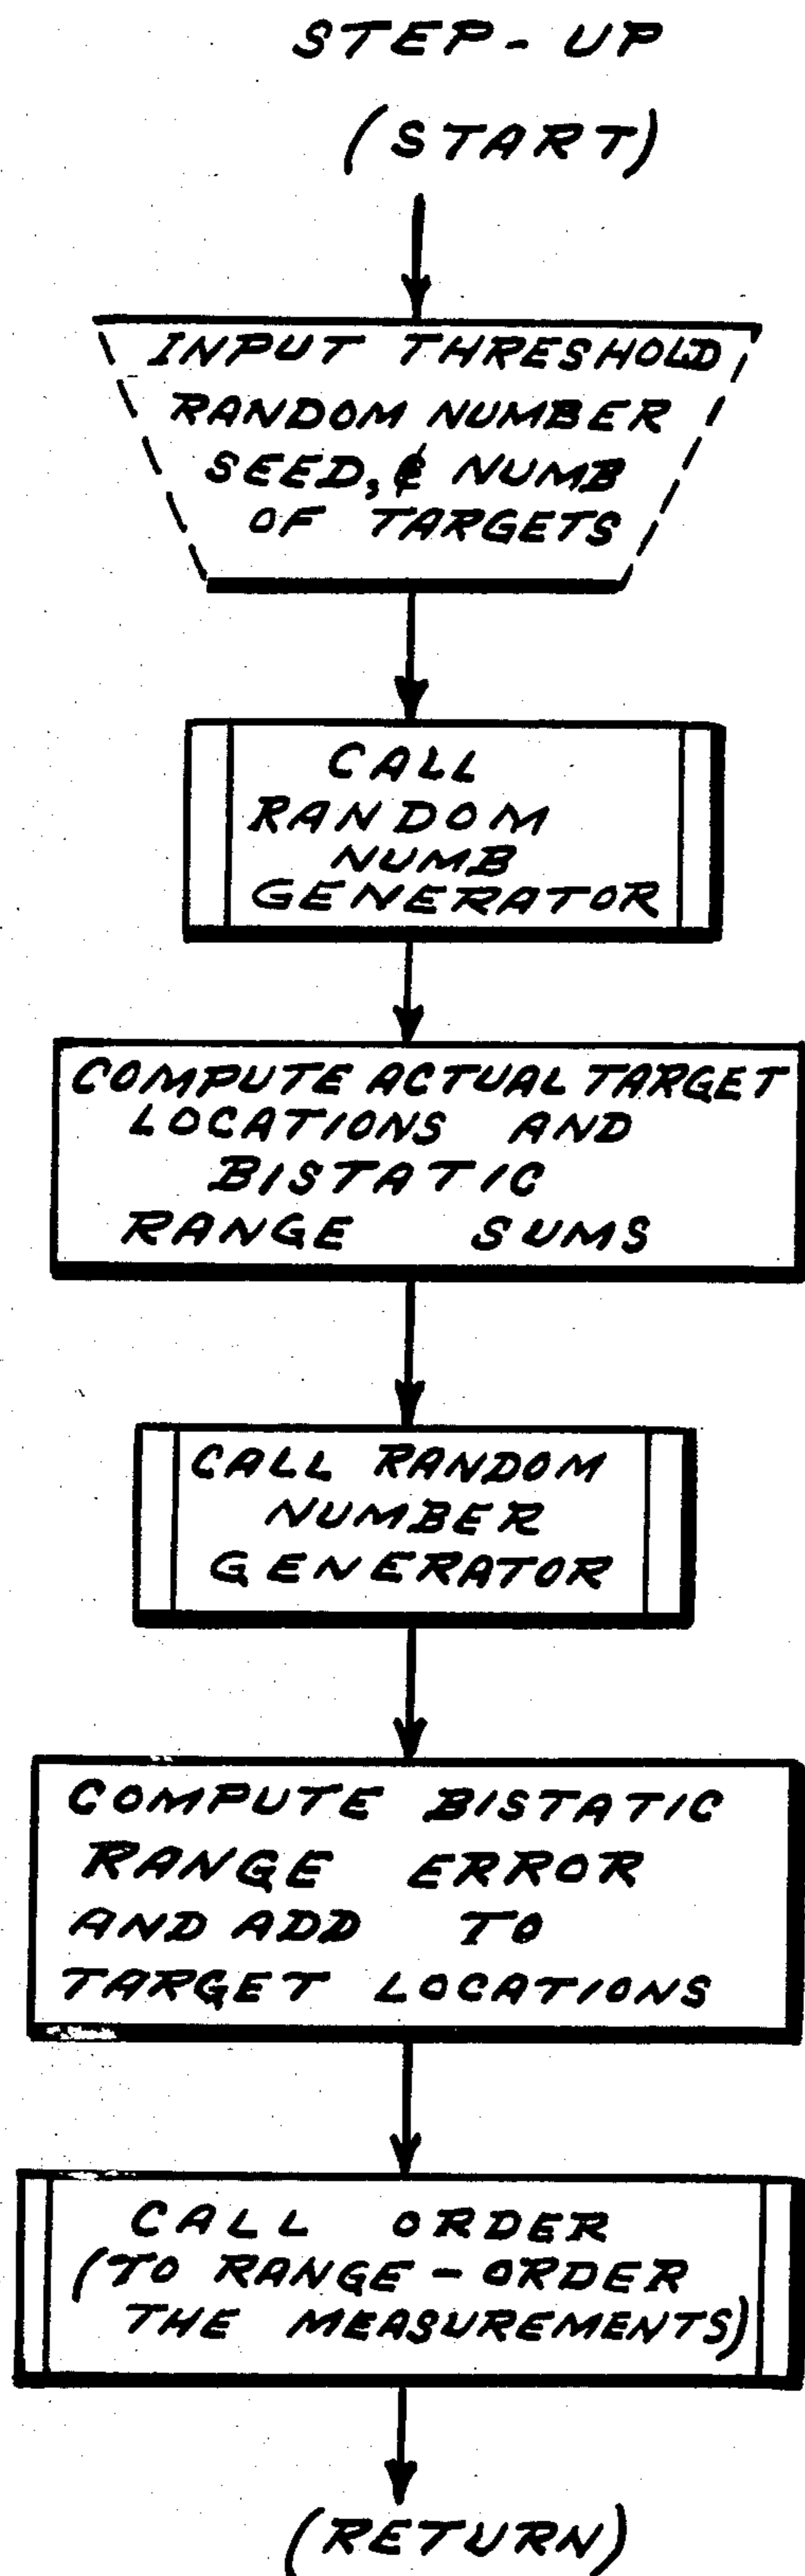 STEP-UP
(START)
INPUT THRESHOLD
RANDOM NUMBER
SEED, & NUMB
OF TARGETS
CALL
RANDOM
NUMB
GENERATOR
COMPUTE ACTUAL TARGET
LOCATIONS AND
BISTATIC
RANGE SUMS
CALL RANDOM
NUMBER
GENERATOR
COMPUTE BISTATIC
RANGE ERROR
AND ADD TO
TARGET LOCATIONS
CALL ORDER
(TO RANGE-ORDER
THE MEASUREMENTS)
(RETURN)